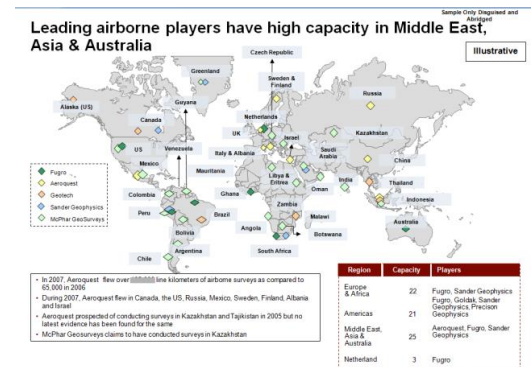 Sample Only Disguised and
Abridged
Leading airborne players have high capacity in Middle East,
Asia & Australia
Illustrative
Czech Republic
Greenland
Sweden &
Finland
Russia
Alaska (US)
Guyana
Canada
Netherlands
Kazakhstan
UK
Israel
US
Venezuela
Italy & Albania
Saudi
Arabia
China
Mexico
Mauritania
Libya &
Eritrea
India
Thailand
Oman
Colombia
Ghana
Zambia
Indonesia
Peru
Brazil
Malawi
Angola
Bolivia
Botswana
Australia
Argentina
South Africa
Chile
Fugro
Aeroquest
Geotech
Sander Geophysics
McPhar GeoSurveys
• In 2007, Aeroquest flew over line kilometers of airborne surveys as compared to
65,000 in 2006
• During 2007, Aeroquest flew in Canada, the US, Russia, Mexico, Sweden, Finland, Albania
and Israel
• Aeroquest prospected of conducting surveys in Kazakhstan and Tajikistan in 2005 but no
latest evidence has been found for the same
• McPhar Geosurveys claims to have conducted surveys in Kazakhstan
Region Capacity Players
Europe
& Africa 22 Fugro, Sander Geophysics
Americas 21 Fugro, Goldak, Sander
Geophysics, Precision
Geophysics
Middle East,
Asia &
Australia 25 Aeroquest, Fugro, Sander
Geophysics
Netherland 3 Fugro